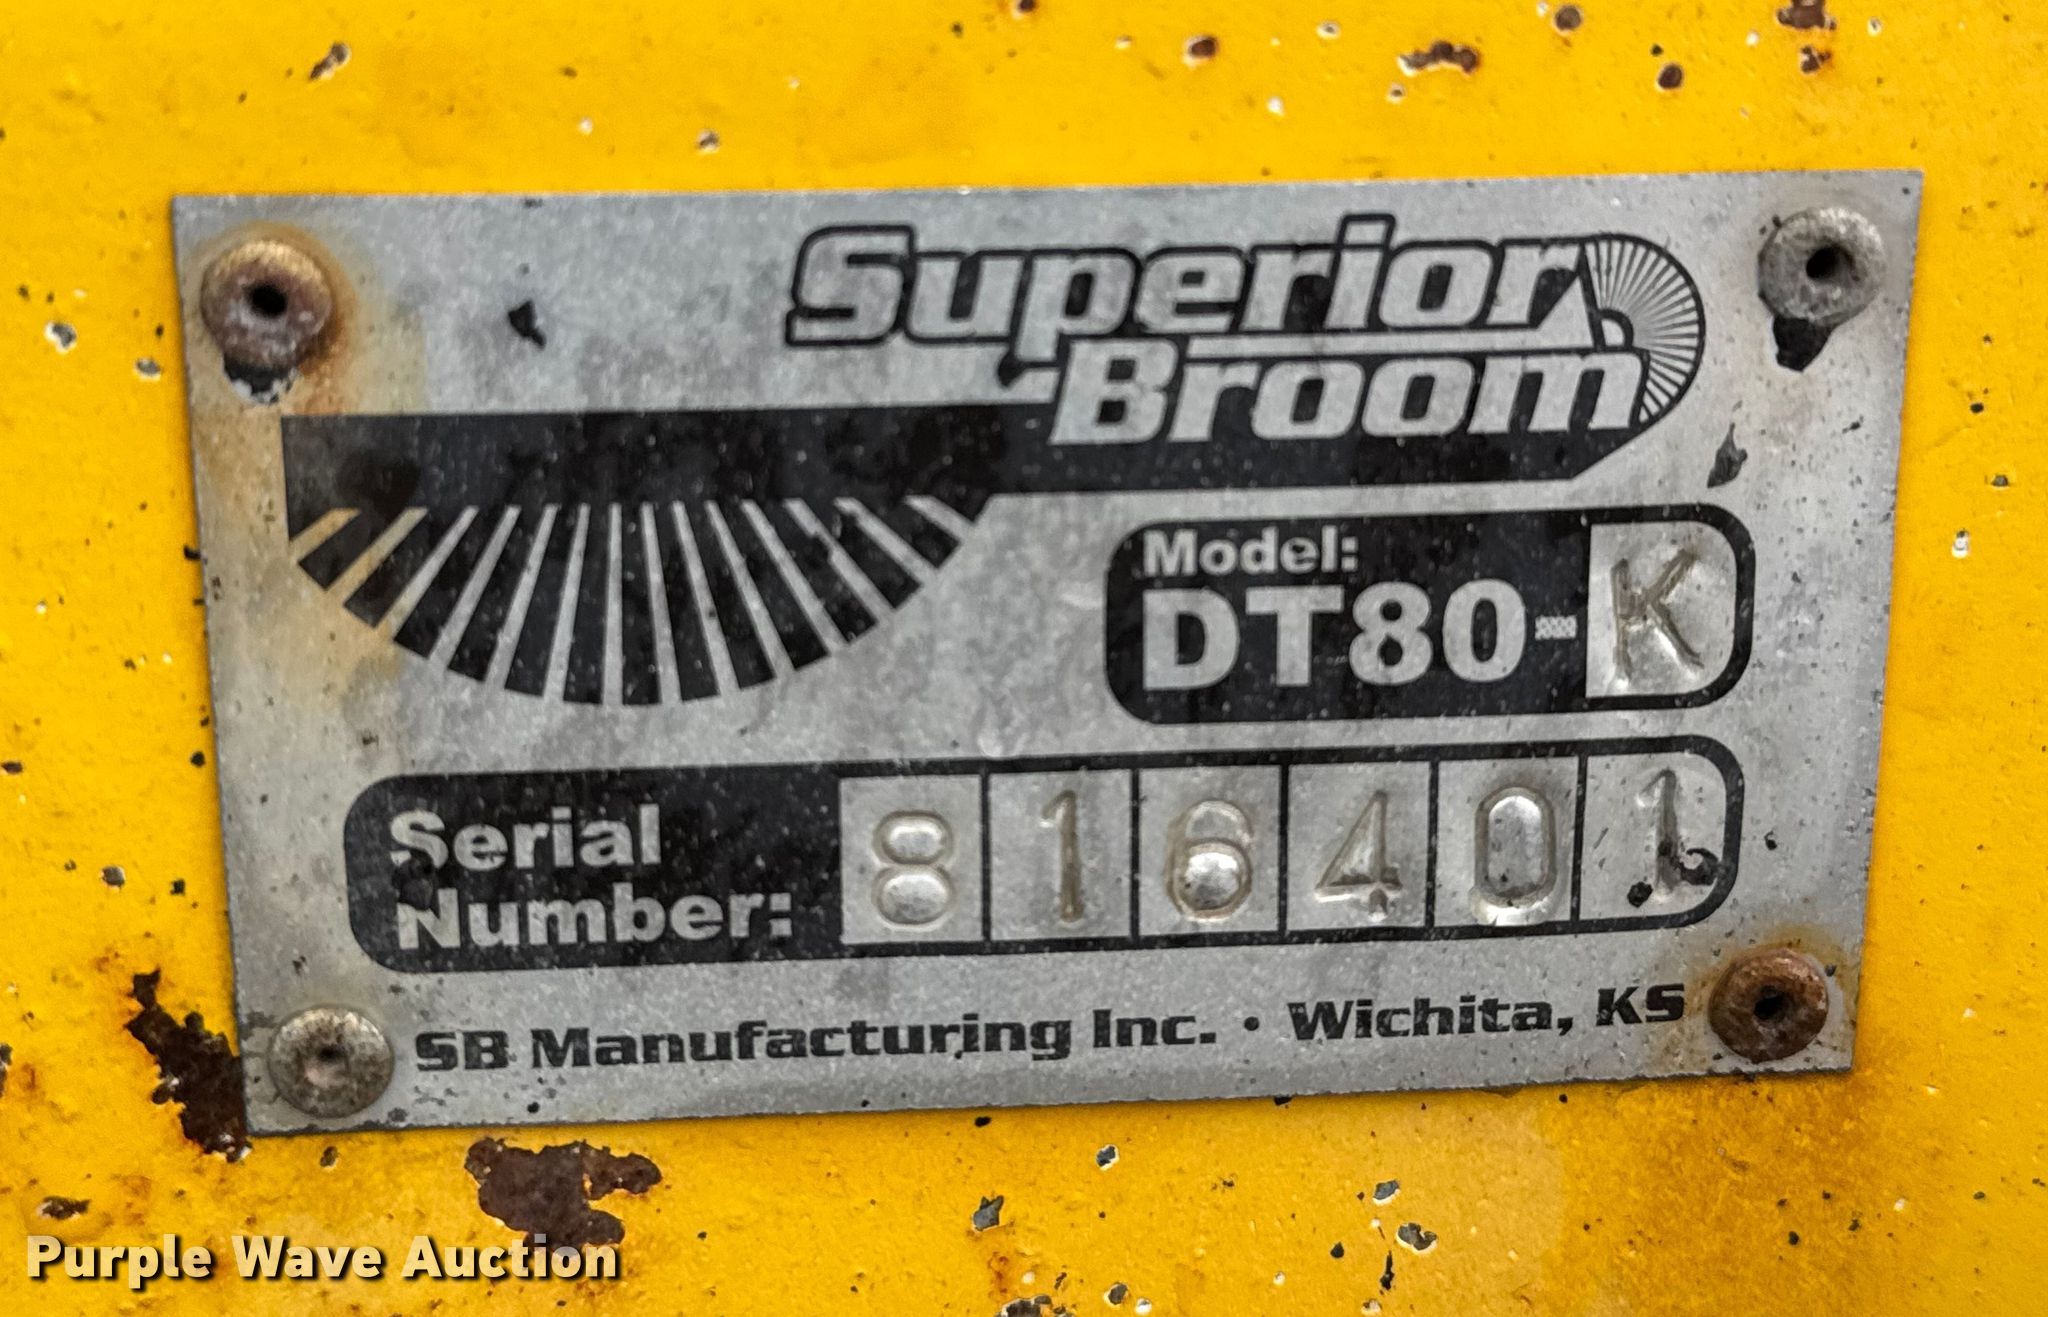 Superior
Broom
Model:
DT80-K
Serial
Number: 816401
SB Manufacturing Inc. • Wichita, KS
Purple Wave Auction